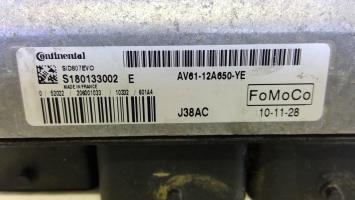 Continental
SID807EVO
S180133002 E
MADE IN FRANCE
AV61-12A650-YE
J38AC
FoMoCo
10-11-28